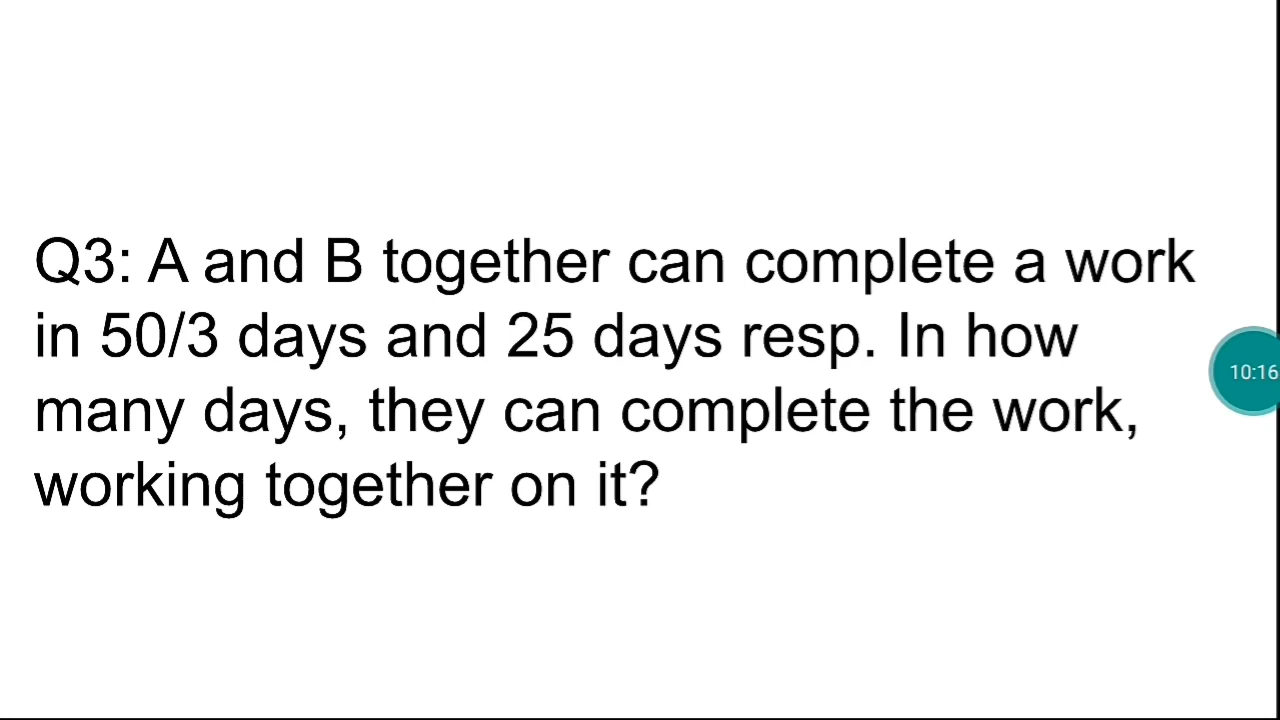 Q3: A and B together can complete a work
in 50/3 days and 25 days resp. In how
many days, they can complete the work,
working together on it?
10:16